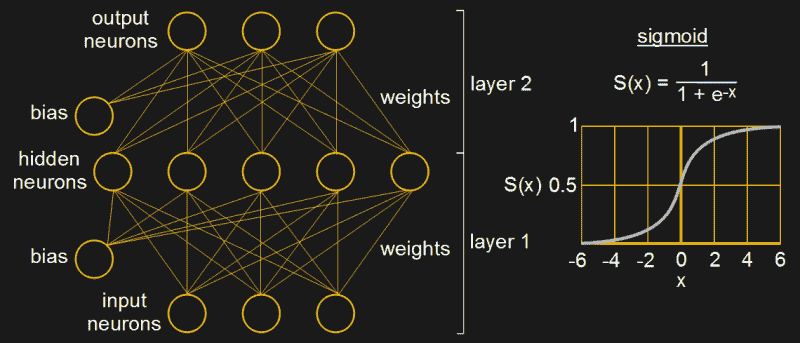 output
neurons
bias
hidden
neurons
bias
input
neurons
weights
layer 2
weights
layer 1
sigmoid
S(x) = 1
1 + e-x
1
S(x) 0.5
-6 -4 -2 0 2 4 6
x